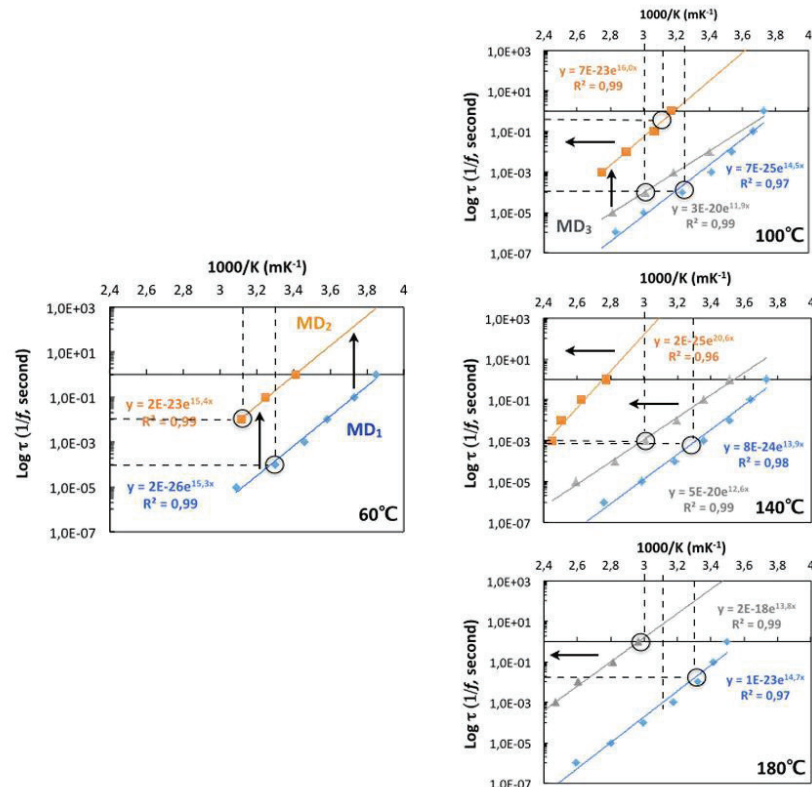 1000/K (mK⁻¹)
2,4 2,6 2,8 3 3,2 3,4 3,6 3,8 4
1,0E+03
1,0E+01
1,0E-01
1,0E-03
1,0E-05
1,0E-07
Log τ (1/f, second)
y = 7E-23e^16,0x
R² = 0,99
y = 7E-25e^14,5x
R² = 0,97
y = 3E-20e^11,9x
R² = 0,99
MD₃
100℃
1000/K (mK⁻¹)
2,4 2,6 2,8 3 3,2 3,4 3,6 3,8 4
1,0E+03
1,0E+01
1,0E-01
1,0E-03
1,0E-05
1,0E-07
Log τ (1/f, second)
MD₂
y = 2E-23e^15,4x
R² = 0,99
MD₁
y = 2E-26e^15,3x
R² = 0,99
60℃
1000/K (mK⁻¹)
2,4 2,6 2,8 3 3,2 3,4 3,6 3,8 4
1,0E+03
1,0E+01
1,0E-01
1,0E-03
1,0E-05
1,0E-07
Log τ (1/f, second)
y = 2E-25e^20,6x
R² = 0,96
y = 8E-24e^13,9x
R² = 0,98
y = 5E-20e^12,6x
R² = 0,99
140℃
1000/K (mK⁻¹)
2,4 2,6 2,8 3 3,2 3,4 3,6 3,8 4
1,0E+03
1,0E+01
1,0E-01
1,0E-03
1,0E-05
1,0E-07
Log τ (1/f, second)
y = 2E-18e^13,8x
R² = 0,99
y = 1E-23e^14,7x
R² = 0,97
180℃